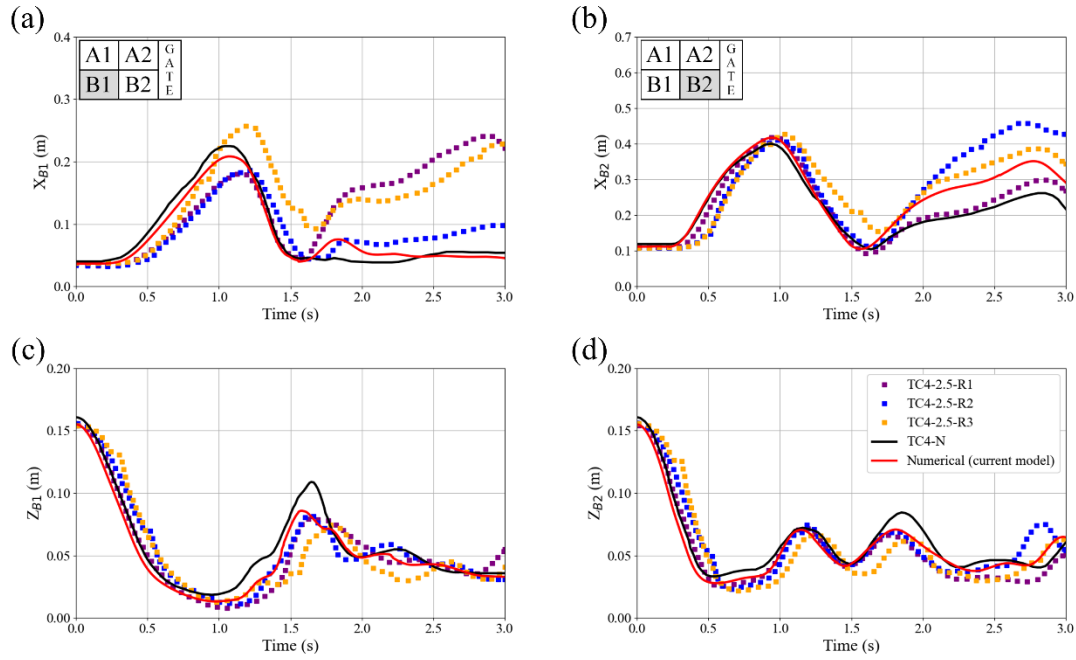 (a)
0.4
0.3
0.2
0.1
0.0
X_B1 (m)
A1 A2
B1 B2
GATE
0.0 0.5 1.0 1.5 2.0 2.5 3.0
Time (s)
(b)
0.7
0.6
0.5
0.4
0.3
0.2
0.1
0.0
X_B2 (m)
A1 A2
B1 B2
GATE
0.0 0.5 1.0 1.5 2.0 2.5 3.0
Time (s)
(c)
0.20
0.15
0.10
0.05
0.00
Z_B1 (m)
0.0 0.5 1.0 1.5 2.0 2.5 3.0
Time (s)
(d)
0.20
0.15
0.10
0.05
0.00
Z_B2 (m)
TC4-2.5-R1
TC4-2.5-R2
TC4-2.5-R3
TC4-N
Numerical (current model)
0.0 0.5 1.0 1.5 2.0 2.5 3.0
Time (s)